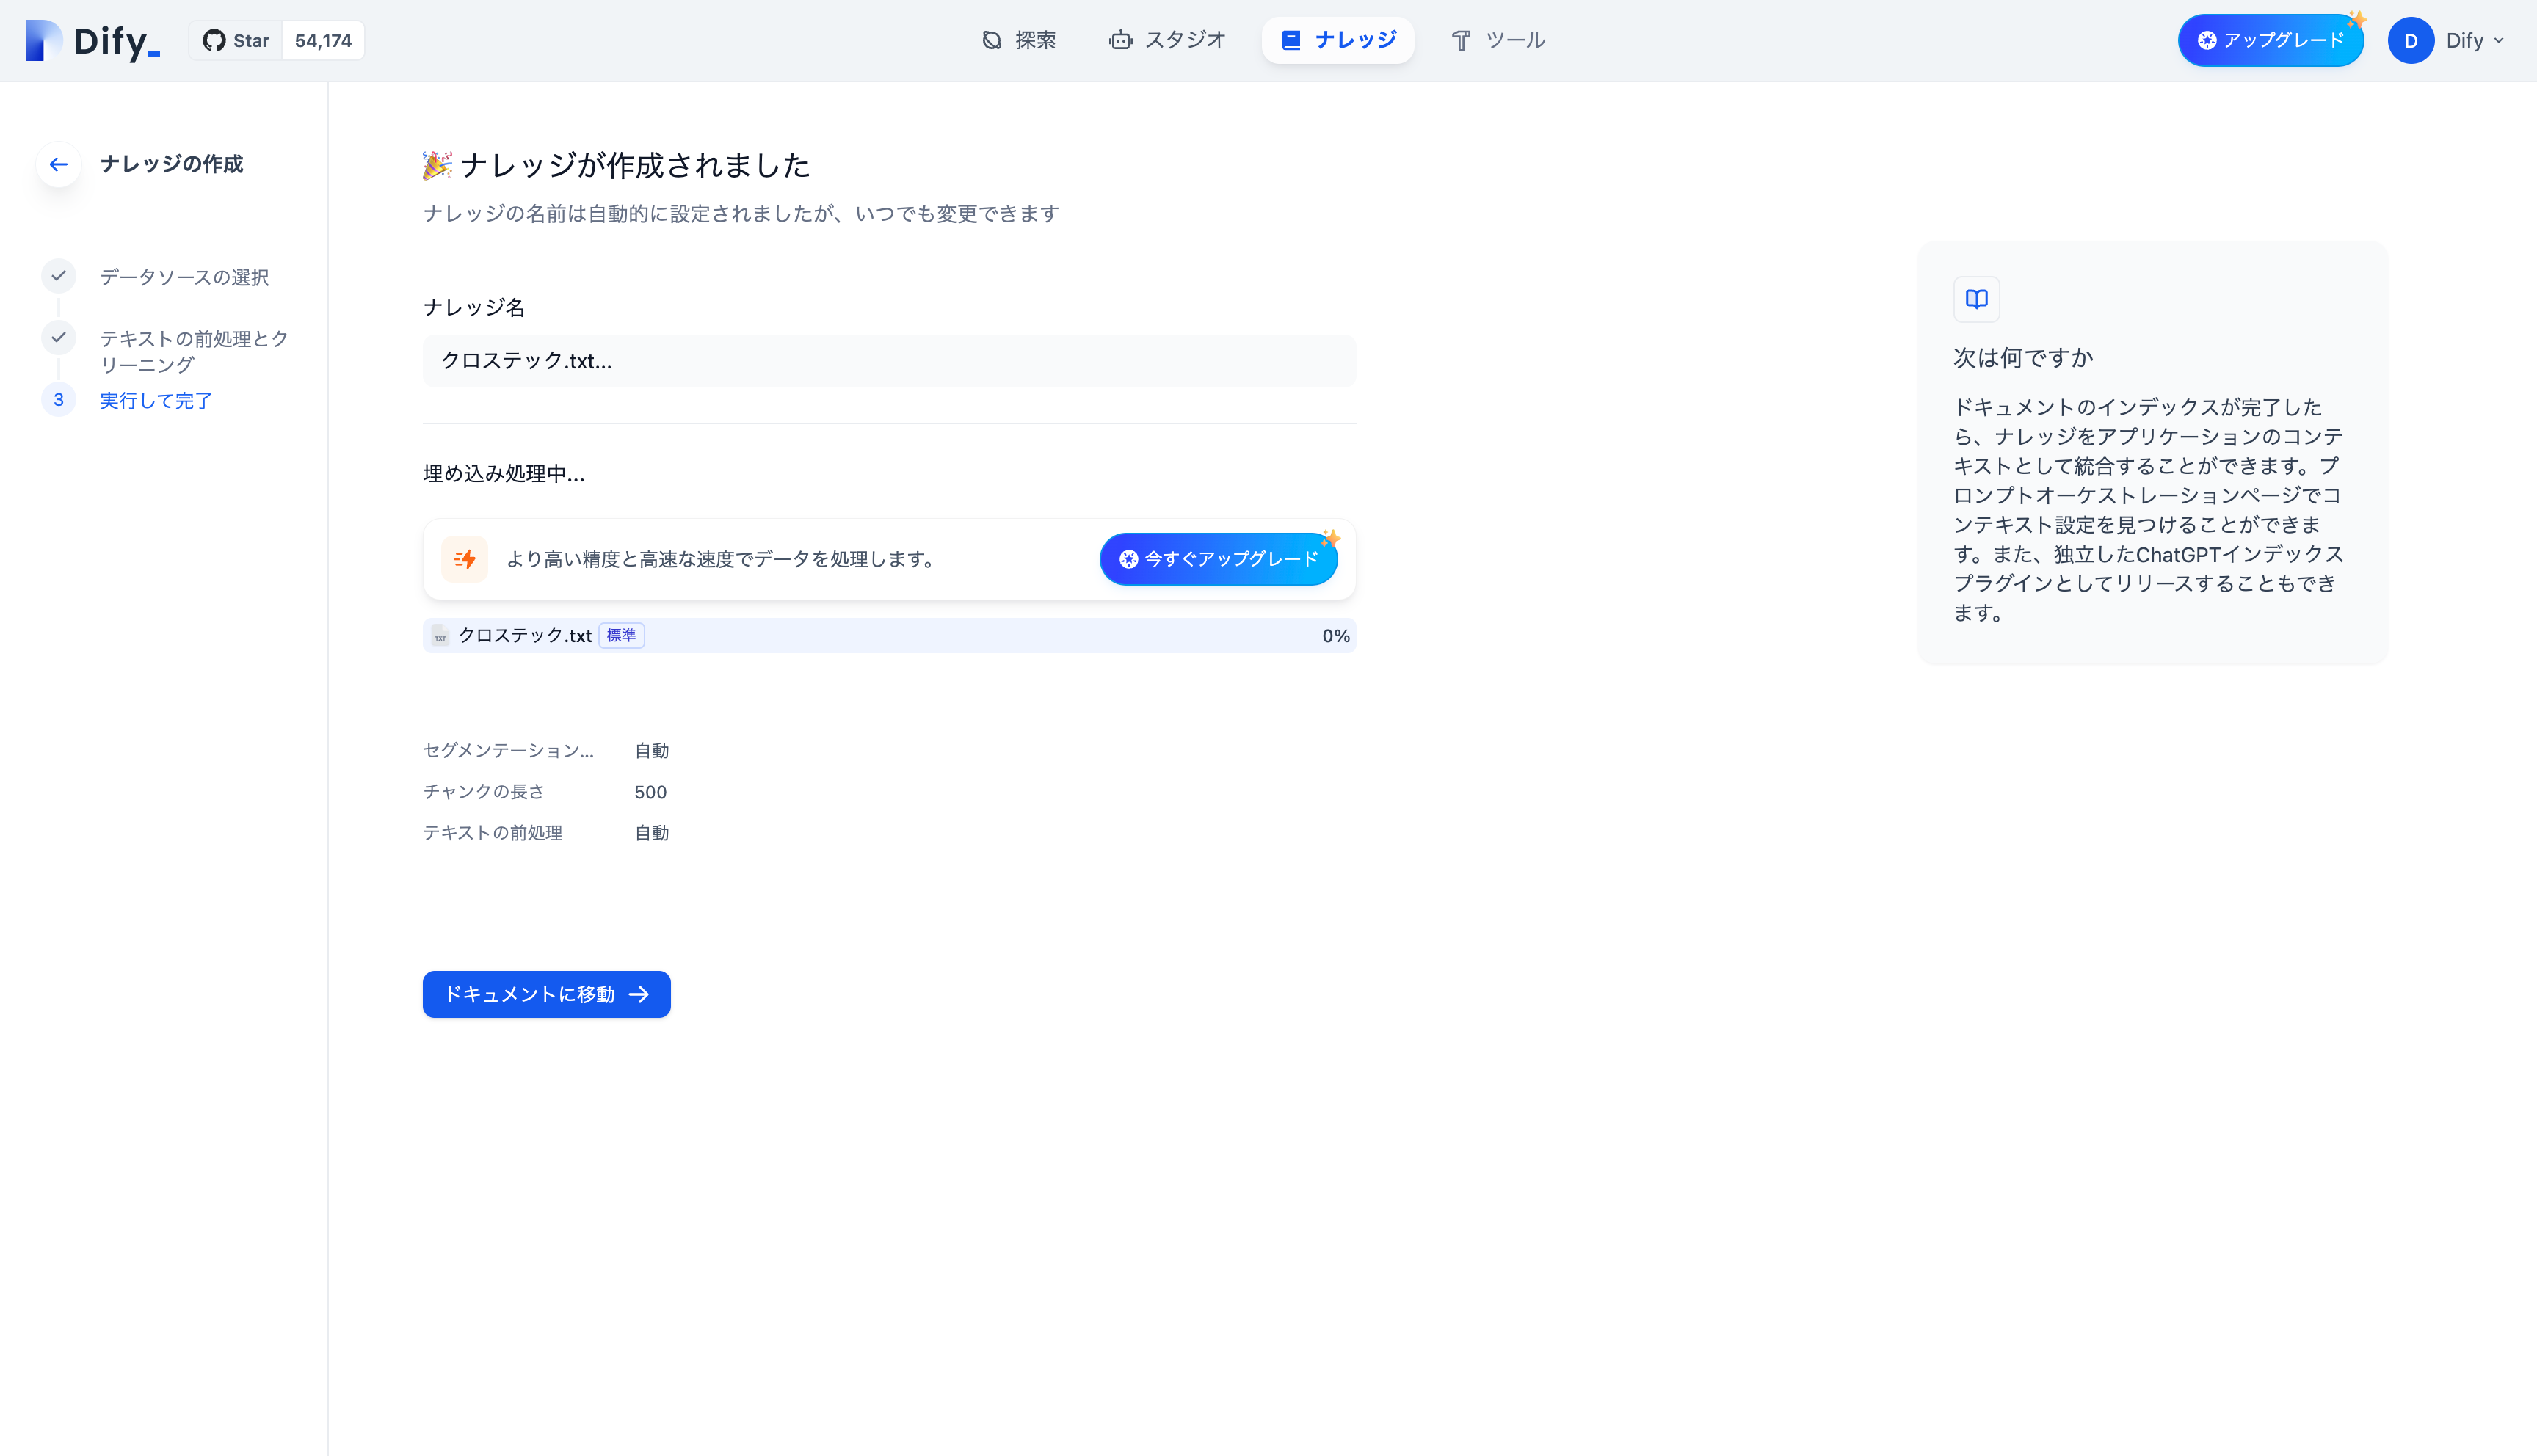 Dify_
Star 54,174
探索
スタジオ
ナレッジ
ツール
アップグレード
D
Dify
ナレッジの作成
データソースの選択
テキストの前処理とク
リーニング
3
実行して完了
🎉 ナレッジが作成されました
ナレッジの名前は自動的に設定されましたが、いつでも変更できます
ナレッジ名
クロステック.txt...
埋め込み処理中...
より高い精度と高速な速度でデータを処理します。
今すぐアップグレード
TXT クロステック.txt 標準 0%
セグメンテーション... 自動
チャンクの長さ 500
テキストの前処理 自動
ドキュメントに移動 →
次は何ですか
ドキュメントのインデックスが完了した
ら、ナレッジをアプリケーションのコンテ
キストとして統合することができます。プ
ロンプトオーケストレーションページでコ
ンテキスト設定を見つけることができま
す。また、独立したChatGPTインデックス
プラグインとしてリリースすることもでき
ます。